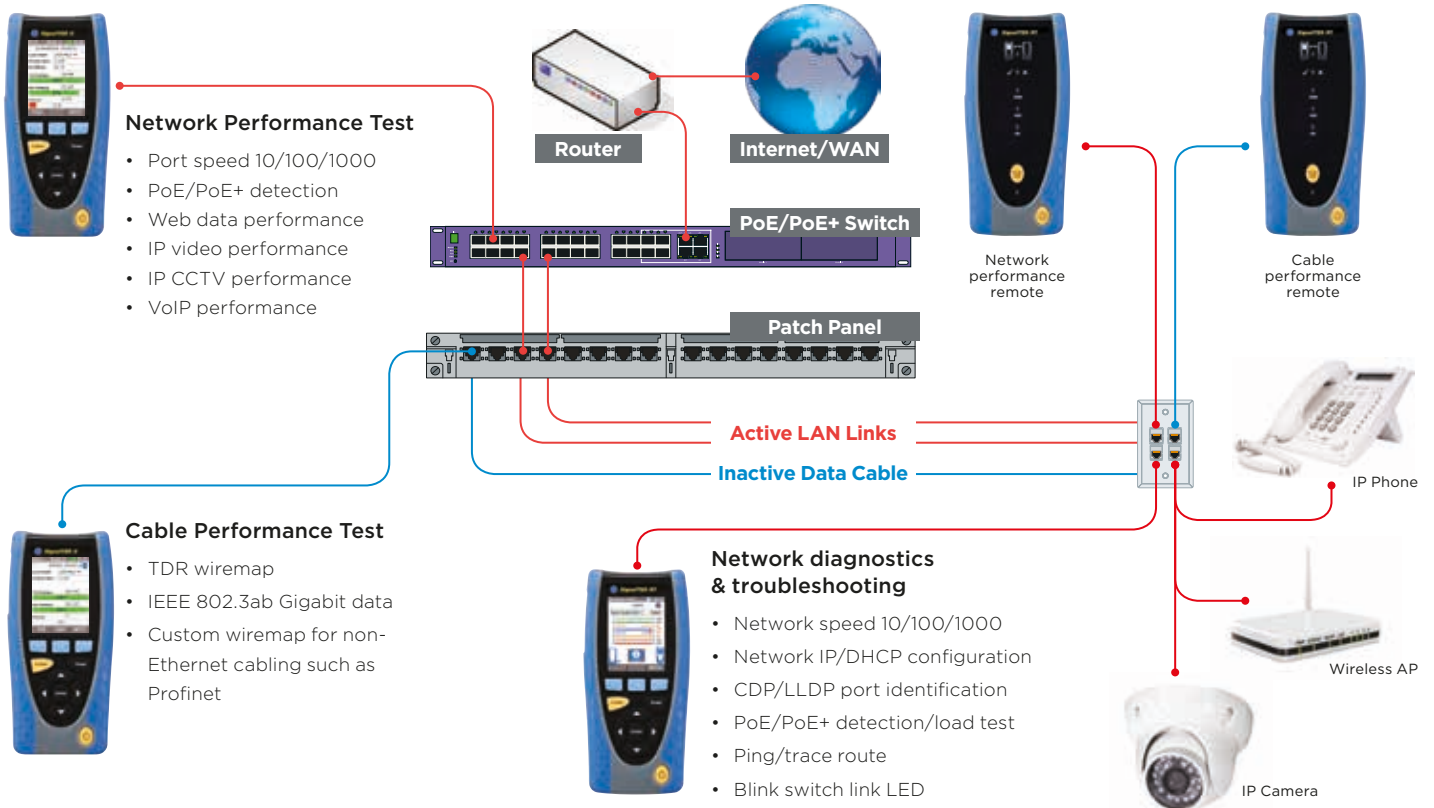 Network Performance Test
• Port speed 10/100/1000
• PoE/PoE+ detection
• Web data performance
• IP video performance
• IP CCTV performance
• VoIP performance
Router
Internet/WAN
PoE/PoE+ Switch
Patch Panel
Network
performance
remote
Cable
performance
remote
Active LAN Links
Inactive Data Cable
IP Phone
Wireless AP
IP Camera
Cable Performance Test
• TDR wiremap
• IEEE 802.3ab Gigabit data
• Custom wiremap for non-
Ethernet cabling such as
Profinet
Network diagnostics
& troubleshooting
• Network speed 10/100/1000
• Network IP/DHCP configuration
• CDP/LLDP port identification
• PoE/PoE+ detection/load test
• Ping/trace route
• Blink switch link LED